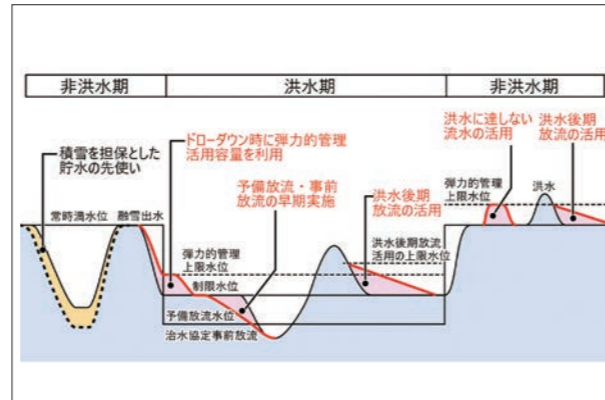 非洪水期
洪水期
非洪水期
積雪を担保とした
貯水の先使い
ドローダウン時に弾力的管理
活用容量を利用
予備放流・事前
放流の早期実施
洪水後期
放流の活用
洪水に達しない
流水の活用
洪水後期
放流の活用
弾力的管理
上限水位
洪水
常時満水位
融雪出水
弾力的管理
上限水位
洪水後期放流
活用の上限水位
制限水位
予備放流水位
治水協定事前放流